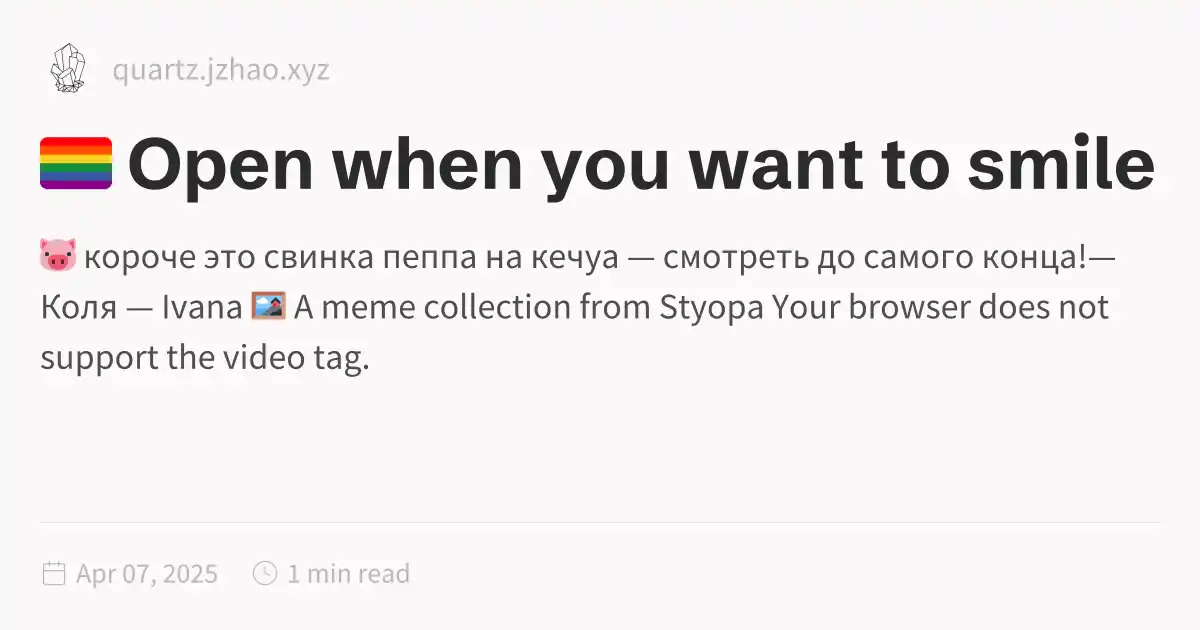 quartz.jzhao.xyz
🏳️‍🌈 Open when you want to smile
🐷 короче это свинка пеппа на кечуа — смотреть до самого конца!—
Коля — Ivana 🖼️ A meme collection from Styopa Your browser does not
support the video tag.
Apr 07, 2025 1 min read